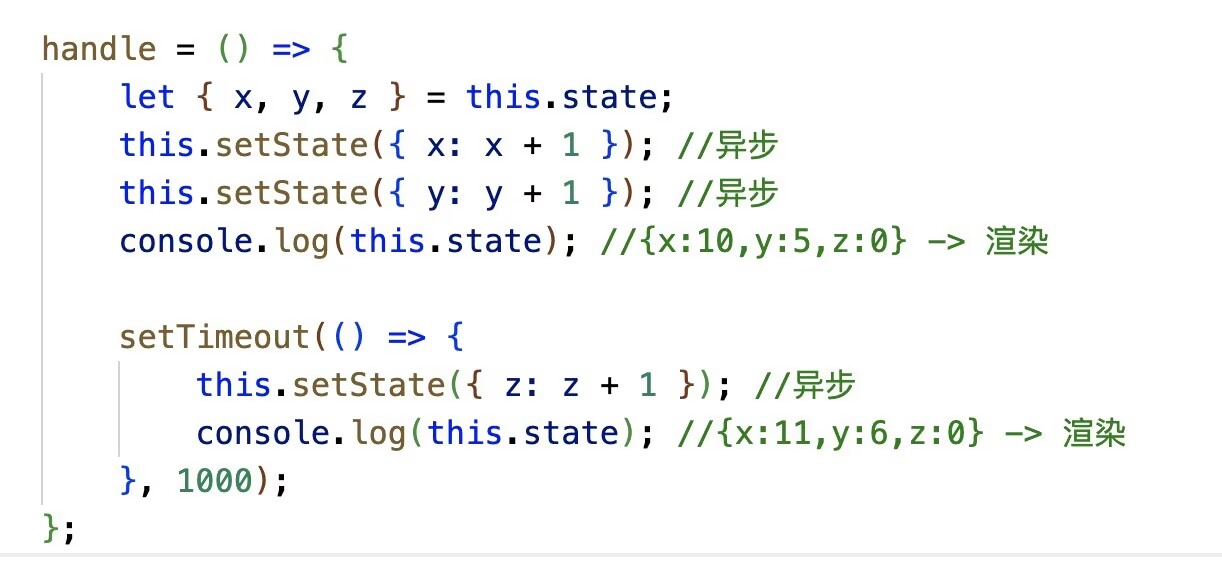 handle = () => {
    let { x, y, z } = this.state;
    this.setState({ x: x + 1 }); //异步
    this.setState({ y: y + 1 }); //异步
    console.log(this.state); //{x:10,y:5,z:0} -> 渲染

    setTimeout(() => {
        this.setState({ z: z + 1 }); //异步
        console.log(this.state); //{x:11,y:6,z:0} -> 渲染
    }, 1000);
};